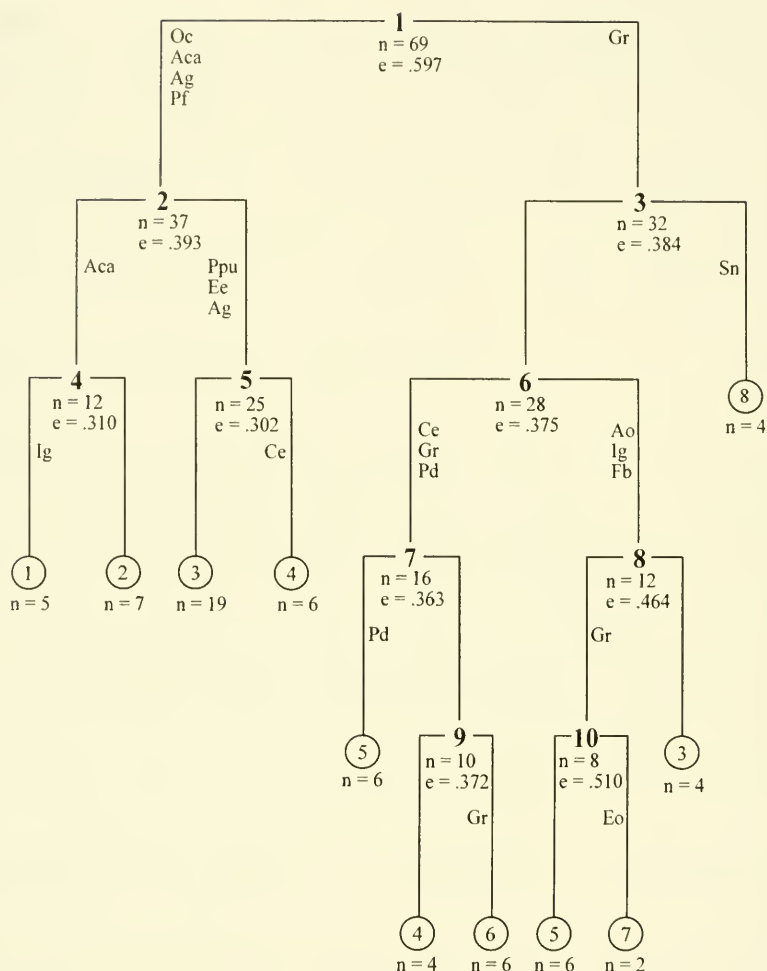 1
n = 69
e = .597
Oc
Aca
Ag
Pf
Gr
2
n = 37
e = .393
3
n = 32
e = .384
Aca
Ppu
Ee
Ag
Sn
4
n = 12
e = .310
5
n = 25
e = .302
6
n = 28
e = .375
8
n = 4
Ig
Ce
Ce
Gr
Pd
Ao
Ig
Fb
1
n = 5
2
n = 7
3
n = 19
4
n = 6
7
n = 16
e = .363
8
n = 12
e = .464
Pd
Gr
5
n = 6
9
n = 10
e = .372
10
n = 8
e = .510
3
n = 4
Gr
Eo
4
n = 4
6
n = 6
5
n = 6
7
n = 2